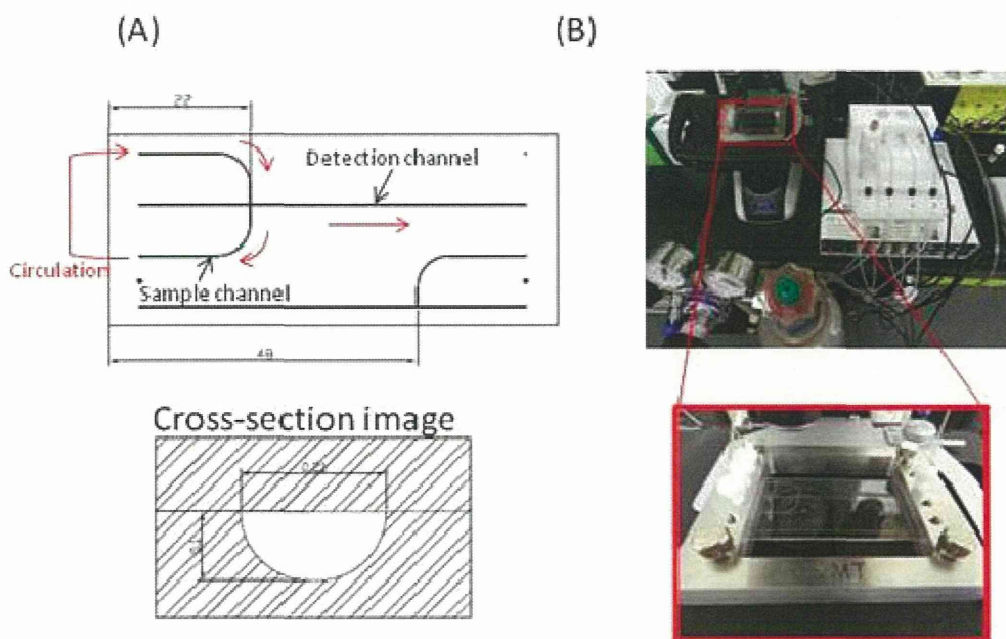 (A)
(B)
22
Detection channel
Circulation
Sample channel
48
Cross-section image